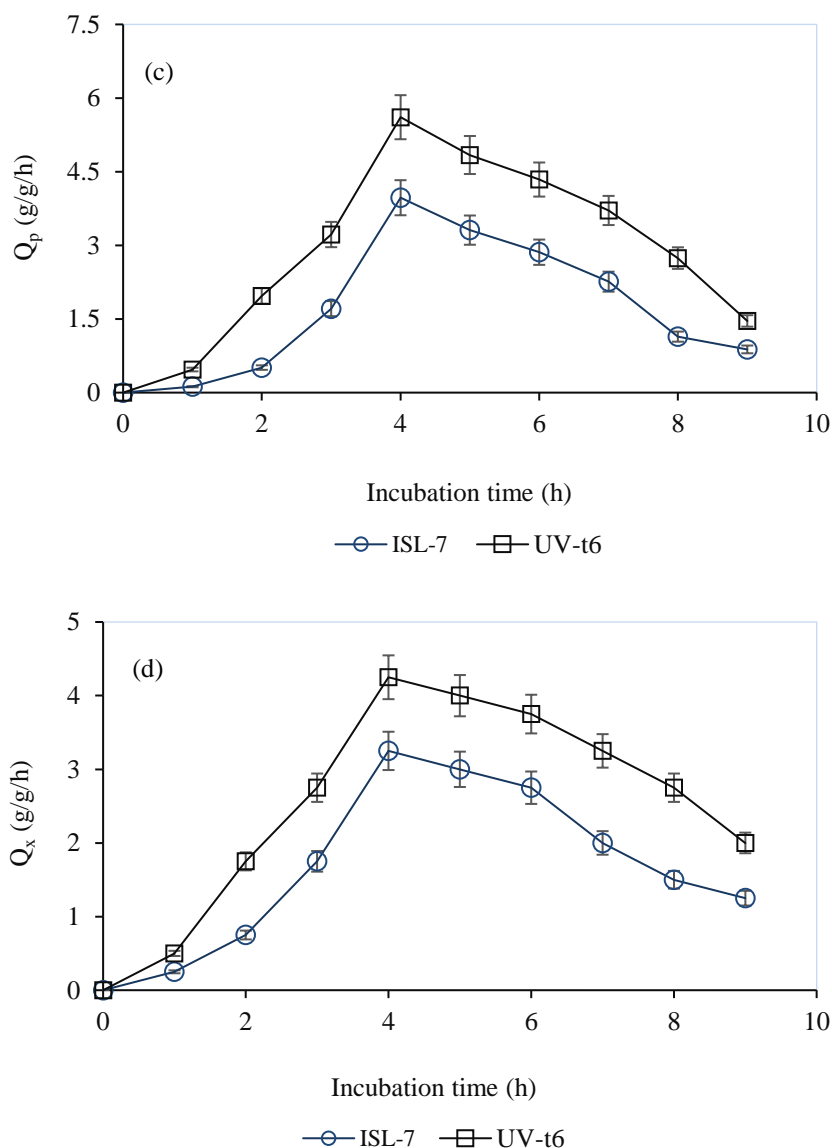 7.5
(c)
6
4.5
Qp (g/g/h)
3
1.5
0
0 2 4 6 8 10
Incubation time (h)
ISL-7 UV-t6
5
(d)
4
3
Qx (g/g/h)
2
1
0
0 2 4 6 8 10
Incubation time (h)
ISL-7 UV-t6